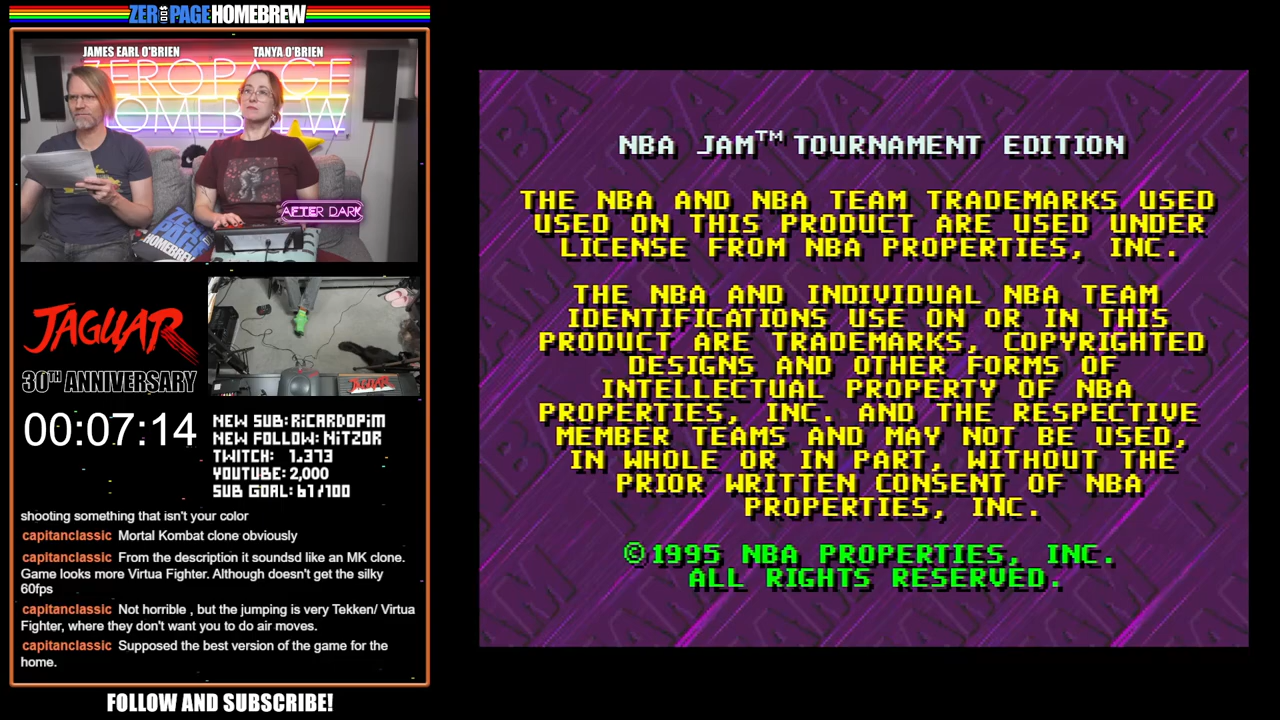 ZEROPAGE HOMEBREW
JAMES EARL O'BRIEN
TANYA O'BRIEN
ZEROPAGE
HOMEBREW
AFTER DARK
JAGUAR
30TH ANNIVERSARY
JAGUAR
00:07:14
NEW SUB: RiCARDOPiM
NEW FOLLOW: NiTZOR
TWITCH: 1,373
YOUTUBE: 2,000
SUB GOAL: 67/100
shooting something that isn't your color
capitanclassic Mortal Kombat clone obviously
capitanclassic From the description it soundsd like an MK clone.
Game looks more Virtua Fighter. Although doesn't get the silky
60fps
capitanclassic Not horrible , but the jumping is very Tekken/ Virtua
Fighter, where they don't want you to do air moves.
capitanclassic Supposed the best version of the game for the
home.
FOLLOW AND SUBSCRIBE!
NBA JAM™ TOURNAMENT EDITION
THE NBA AND NBA TEAM TRADEMARKS USED
USED ON THIS PRODUCT ARE USED UNDER
LICENSE FROM NBA PROPERTIES, INC.
THE NBA AND INDIVIDUAL NBA TEAM
IDENTIFICATIONS USE ON OR IN THIS
PRODUCT ARE TRADEMARKS, COPYRIGHTED
DESIGNS AND OTHER FORMS OF
INTELLECTUAL PROPERTY OF NBA
PROPERTIES, INC. AND THE RESPECTIVE
MEMBER TEAMS AND MAY NOT BE USED,
IN WHOLE OR IN PART, WITHOUT THE
PRIOR WRITTEN CONSENT OF NBA
PROPERTIES, INC.
©1995 NBA PROPERTIES, INC.
ALL RIGHTS RESERVED.